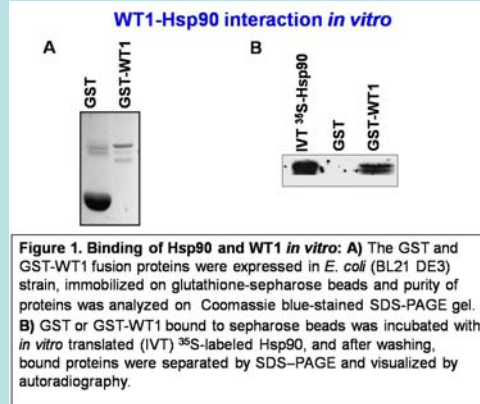 WT1-Hsp90 interaction in vitro
A
B
GST
GST-WT1
IVT ³⁵S-Hsp90
GST
GST-WT1
Figure 1. Binding of Hsp90 and WT1 in vitro: A) The GST and
GST-WT1 fusion proteins were expressed in E. coli (BL21 DE3)
strain, immobilized on glutathione-sepharose beads and purity of
proteins was analyzed on Coomassie blue-stained SDS-PAGE gel.
B) GST or GST-WT1 bound to sepharose beads was incubated with
in vitro translated (IVT) ³⁵S-labeled Hsp90, and after washing,
bound proteins were separated by SDS–PAGE and visualized by
autoradiography.